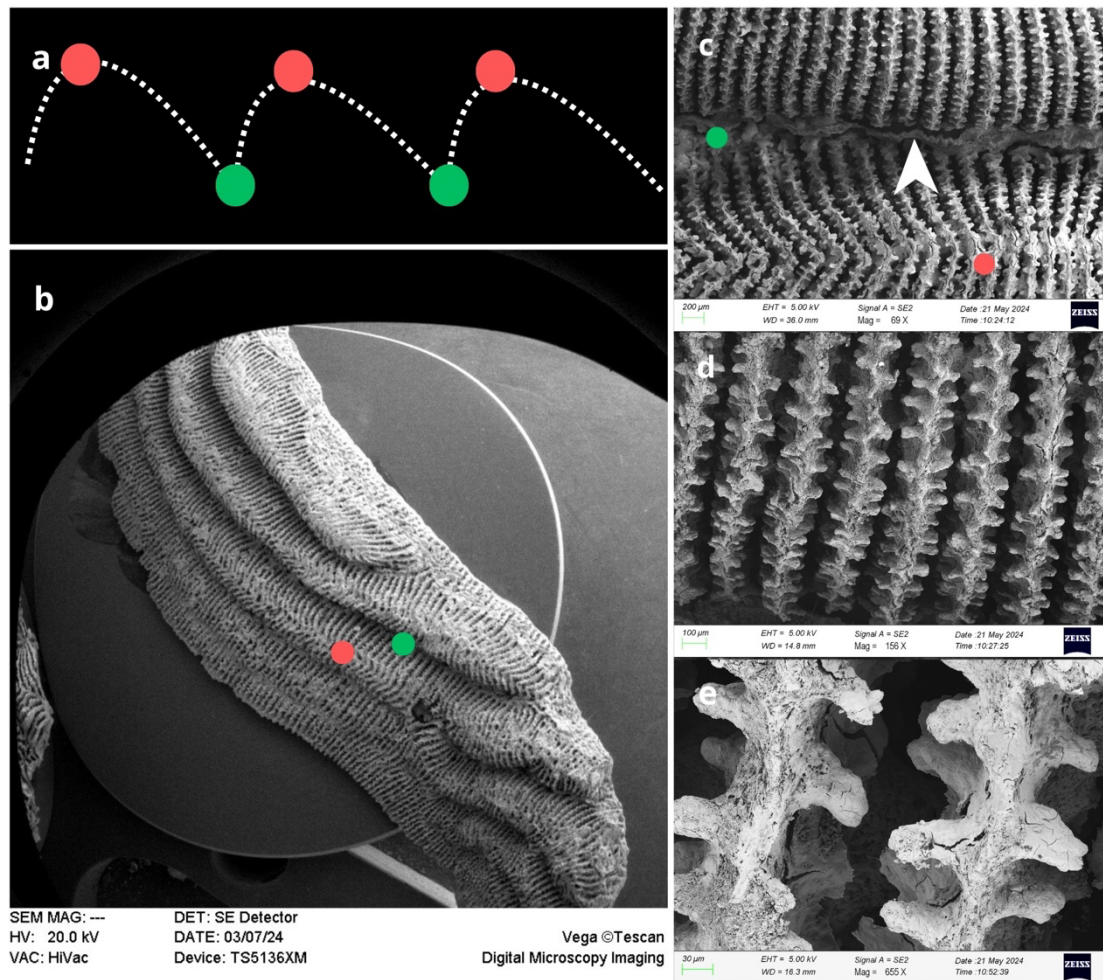 a
b
SEM MAG: --- DET: SE Detector
HV: 20.0 kV DATE: 03/07/24 Vega ©Tescan
VAC: HiVac Device: TS5136XM Digital Microscopy Imaging
c
200 µm EHT = 5.00 kV Signal A = SE2 Date :21 May 2024 ZEISS
WD = 36.0 mm Mag = 69 X Time :10:24:12
d
100 µm EHT = 5.00 kV Signal A = SE2 Date :21 May 2024 ZEISS
WD = 14.8 mm Mag = 156 X Time :10:27:25
e
30 µm EHT = 5.00 kV Signal A = SE2 Date :21 May 2024 ZEISS
WD = 16.3 mm Mag = 655 X Time :10:52:39